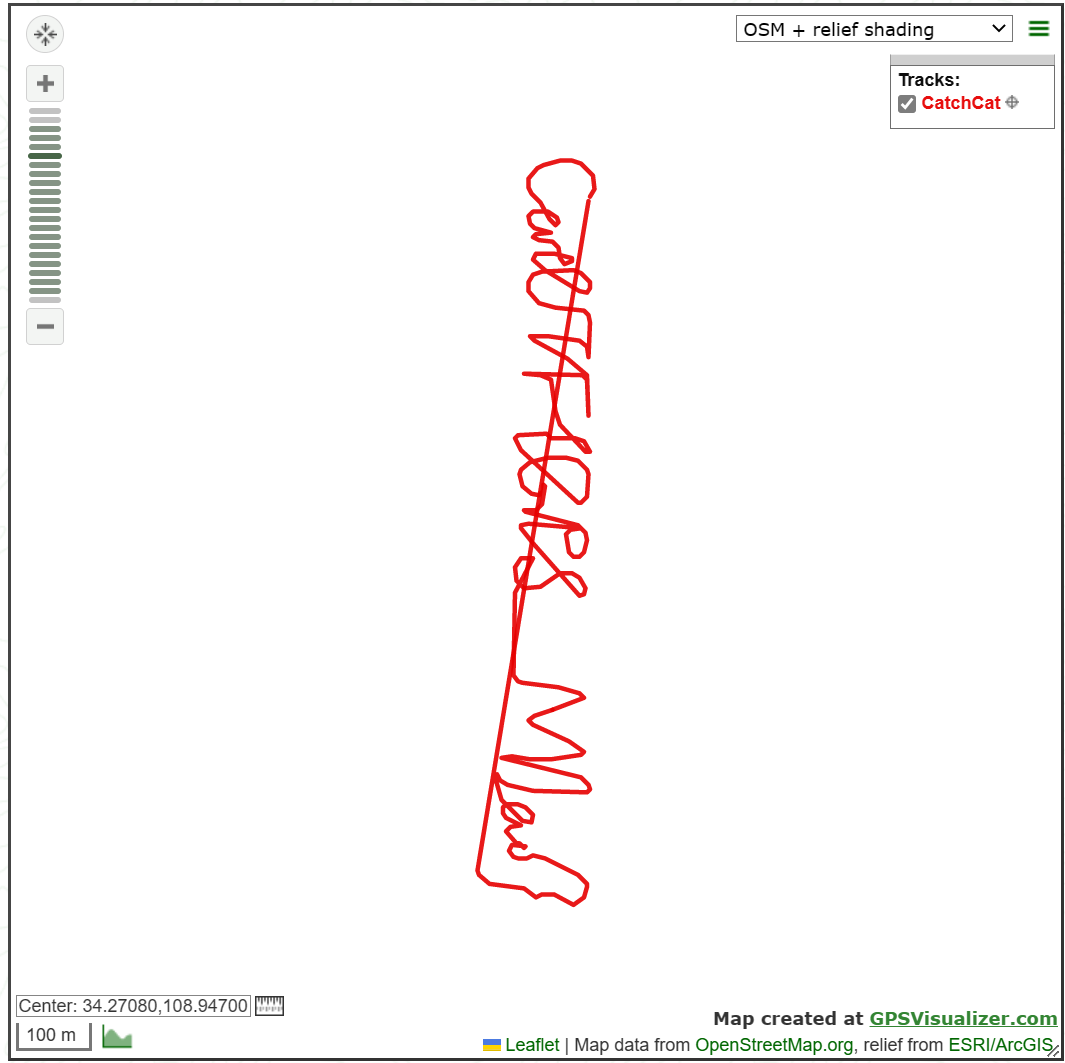 OSM + relief shading
Tracks:
CatchCat
Center: 34.27080,108.94700
Map created at GPSVisualizer.com
100 m
Leaflet | Map data from OpenStreetMap.org, relief from ESRI/ArcGIS